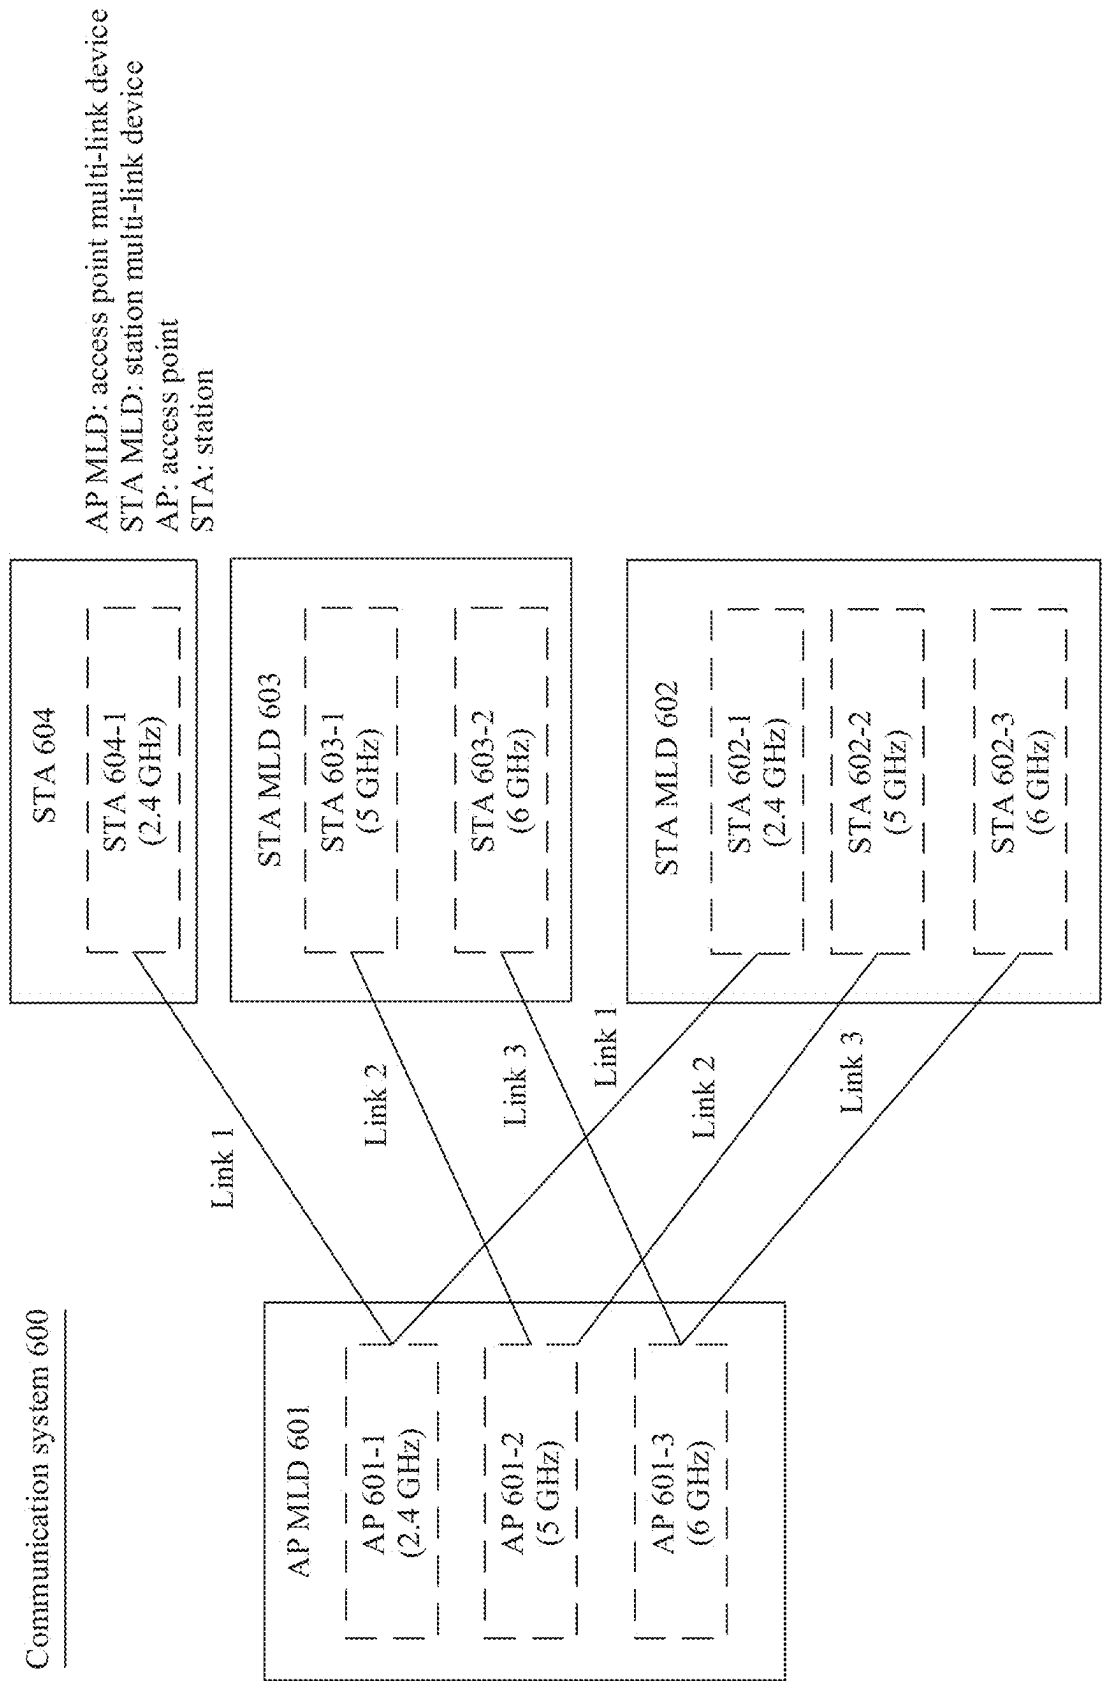 Communication system 600
AP MLD: access point multi-link device
STA MLD: station multi-link device
AP: access point
STA: station
AP MLD 601
AP 601-1
(2.4 GHz)
AP 601-2
(5 GHz)
AP 601-3
(6 GHz)
Link 1
Link 2
Link 3
Link 1
Link 2
Link 3
STA 604
STA 604-1
(2.4 GHz)
STA MLD 603
STA 603-1
(5 GHz)
STA 603-2
(6 GHz)
STA MLD 602
STA 602-1
(2.4 GHz)
STA 602-2
(5 GHz)
STA 602-3
(6 GHz)